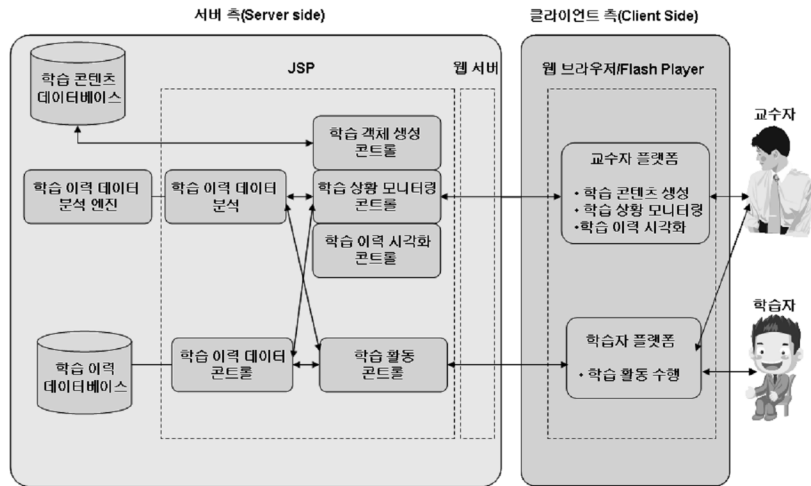 서버 측(Server side)
클라이언트 측(Client Side)
JSP
웹 서버
웹 브라우저/Flash Player
학습 콘텐츠
데이터베이스
학습 객체 생성
콘트롤
학습 이력 데이터
분석 엔진
학습 이력 데이터
분석
학습 상황 모니터링
콘트롤
학습 이력 시각화
콘트롤
학습 이력
데이터베이스
학습 이력 데이터
콘트롤
학습 활동
콘트롤
교수자 플랫폼
• 학습 콘텐츠 생성
• 학습 상황 모니터링
• 학습 이력 시각화
학습자 플랫폼
• 학습 활동 수행
교수자
학습자